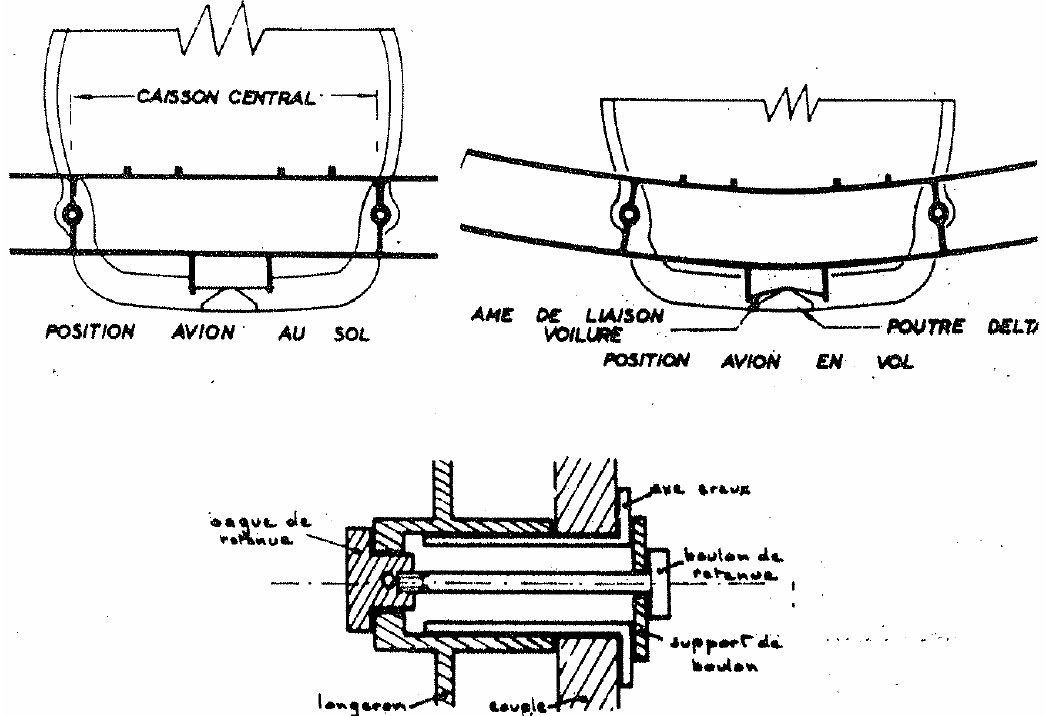 CAISSON CENTRAL
POSITION AVION AU SOL
AME DE LIAISON
VOILURE
POUTRE DELTA
POSITION AVION EN VOL
axe creux
bague de
retenue
boulon de
retenue
support de
boulon
longeron
couple